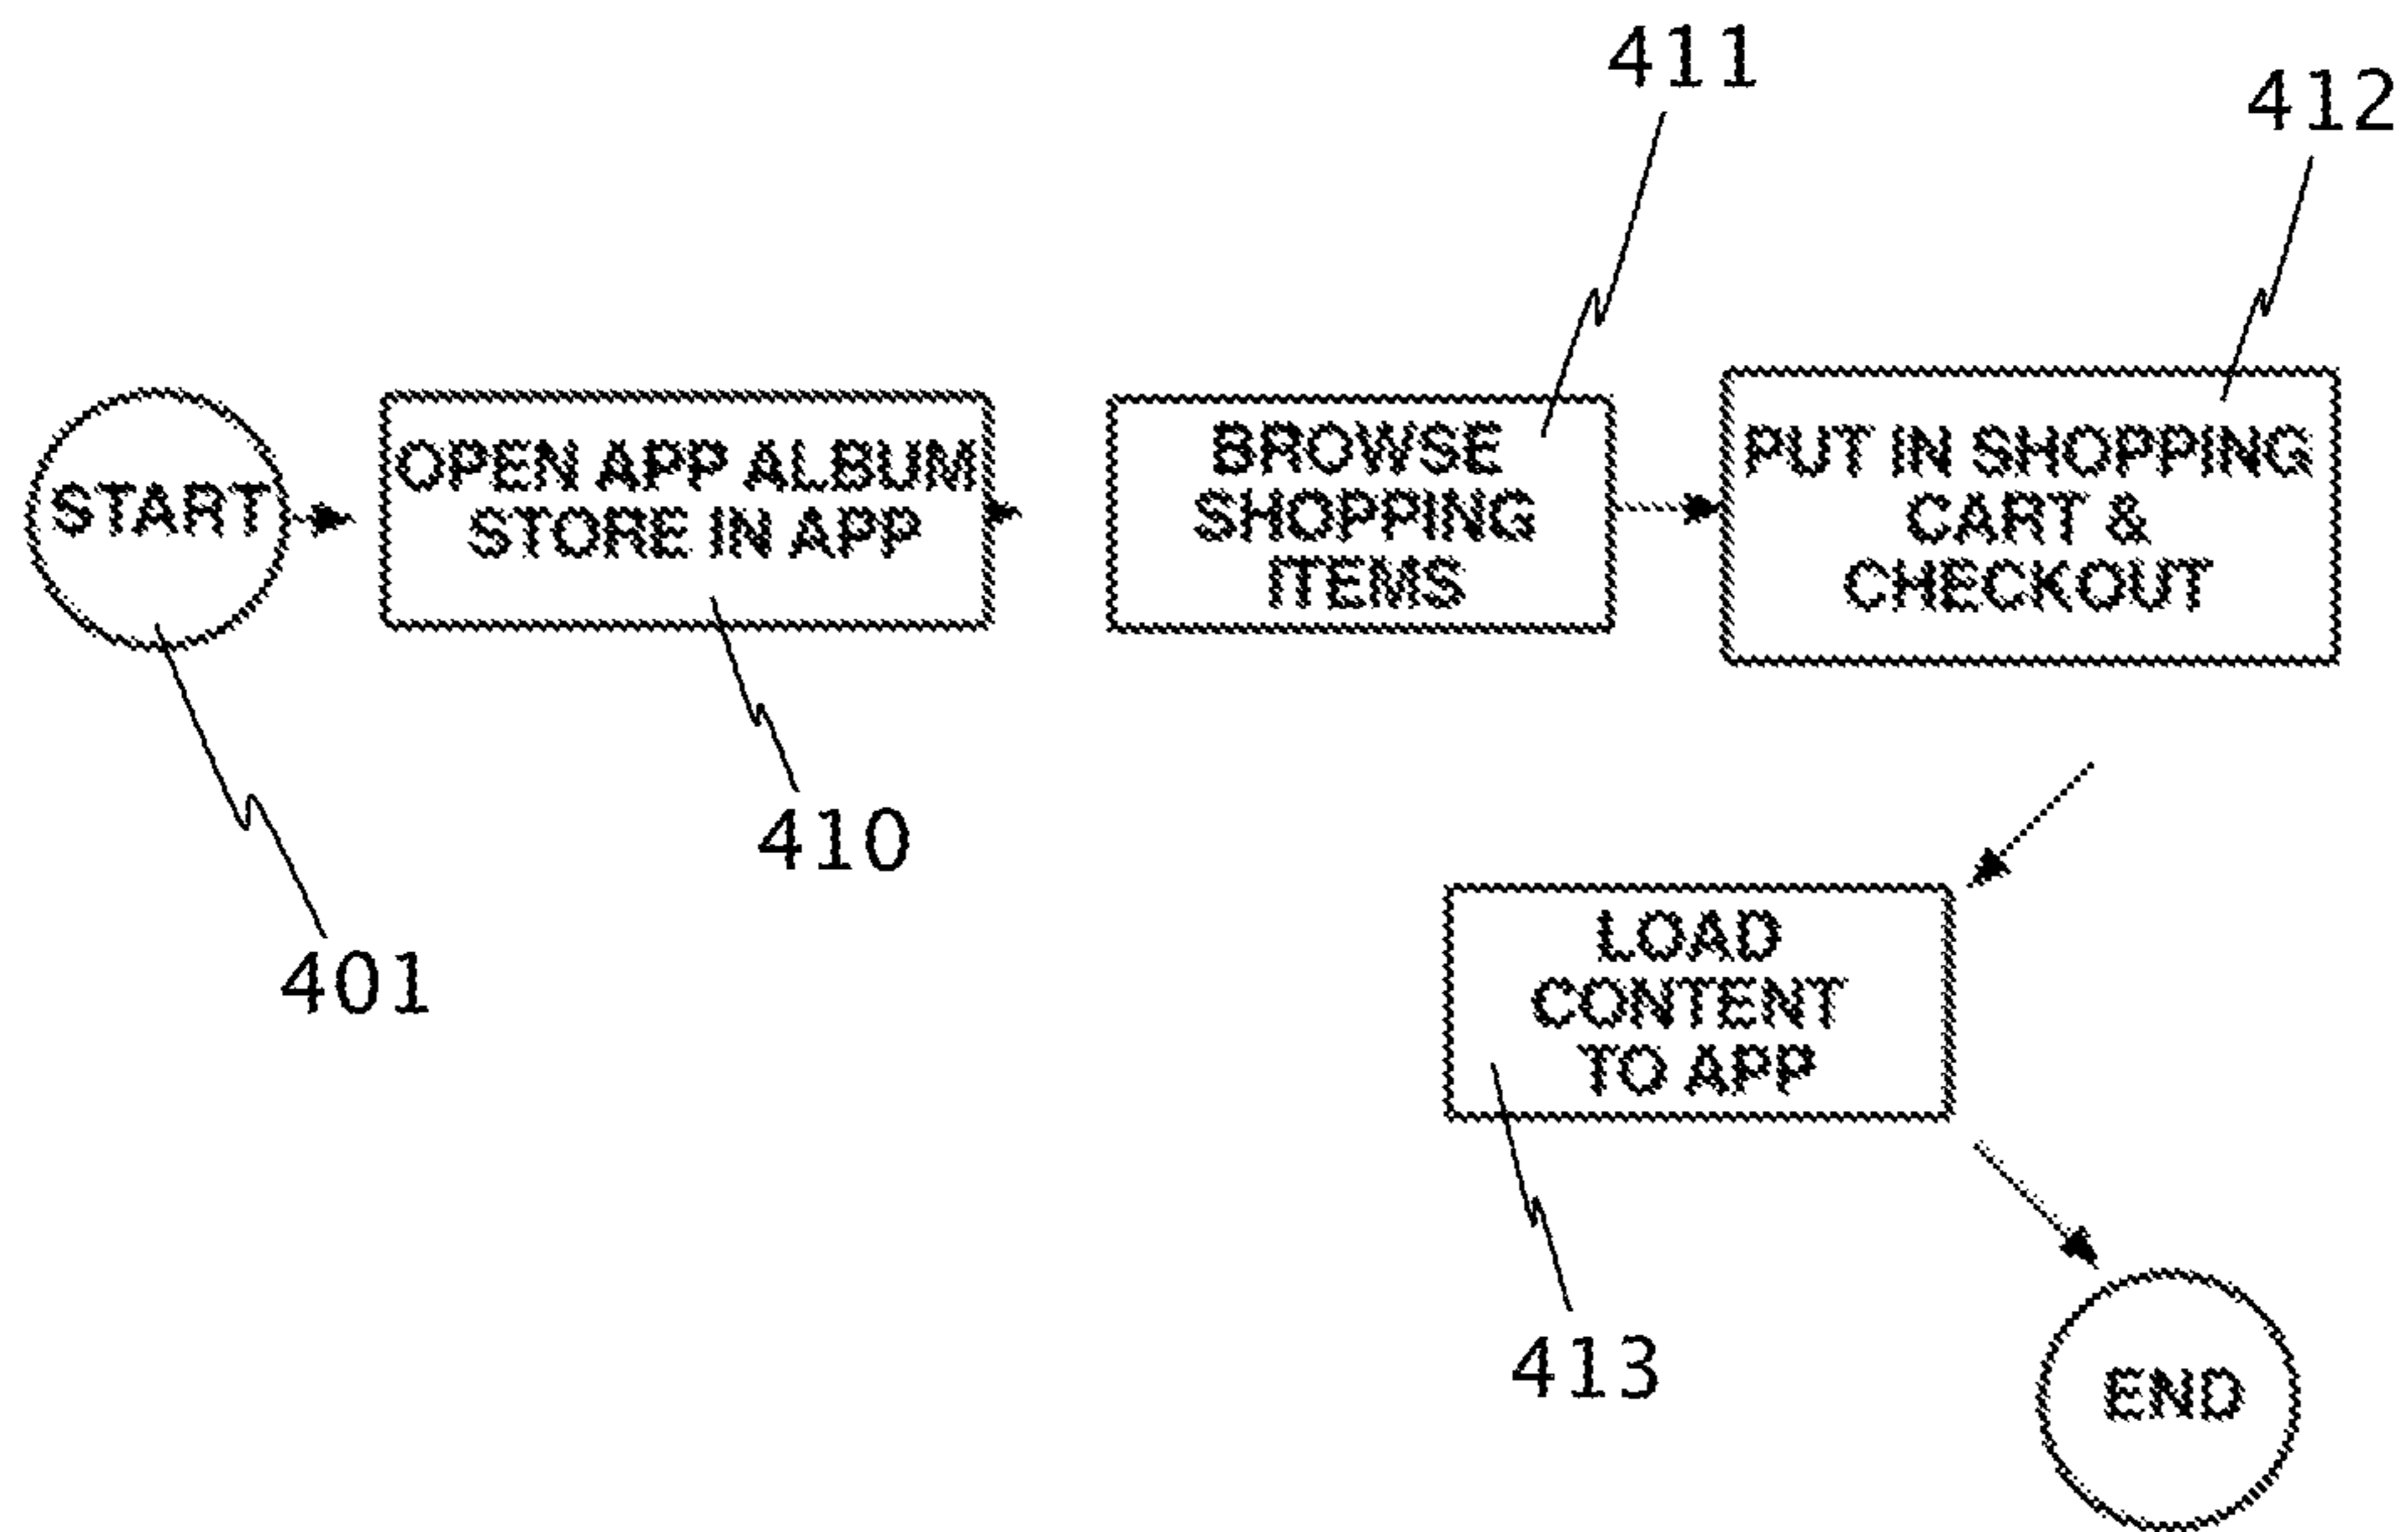 411
412
START
OPEN APP ALBUM
STORE IN APP
BROWSE
SHOPPING
ITEMS
PUT IN SHOPPING
CART &
CHECKOUT
410
401
LOAD
CONTENT
TO APP
413
END